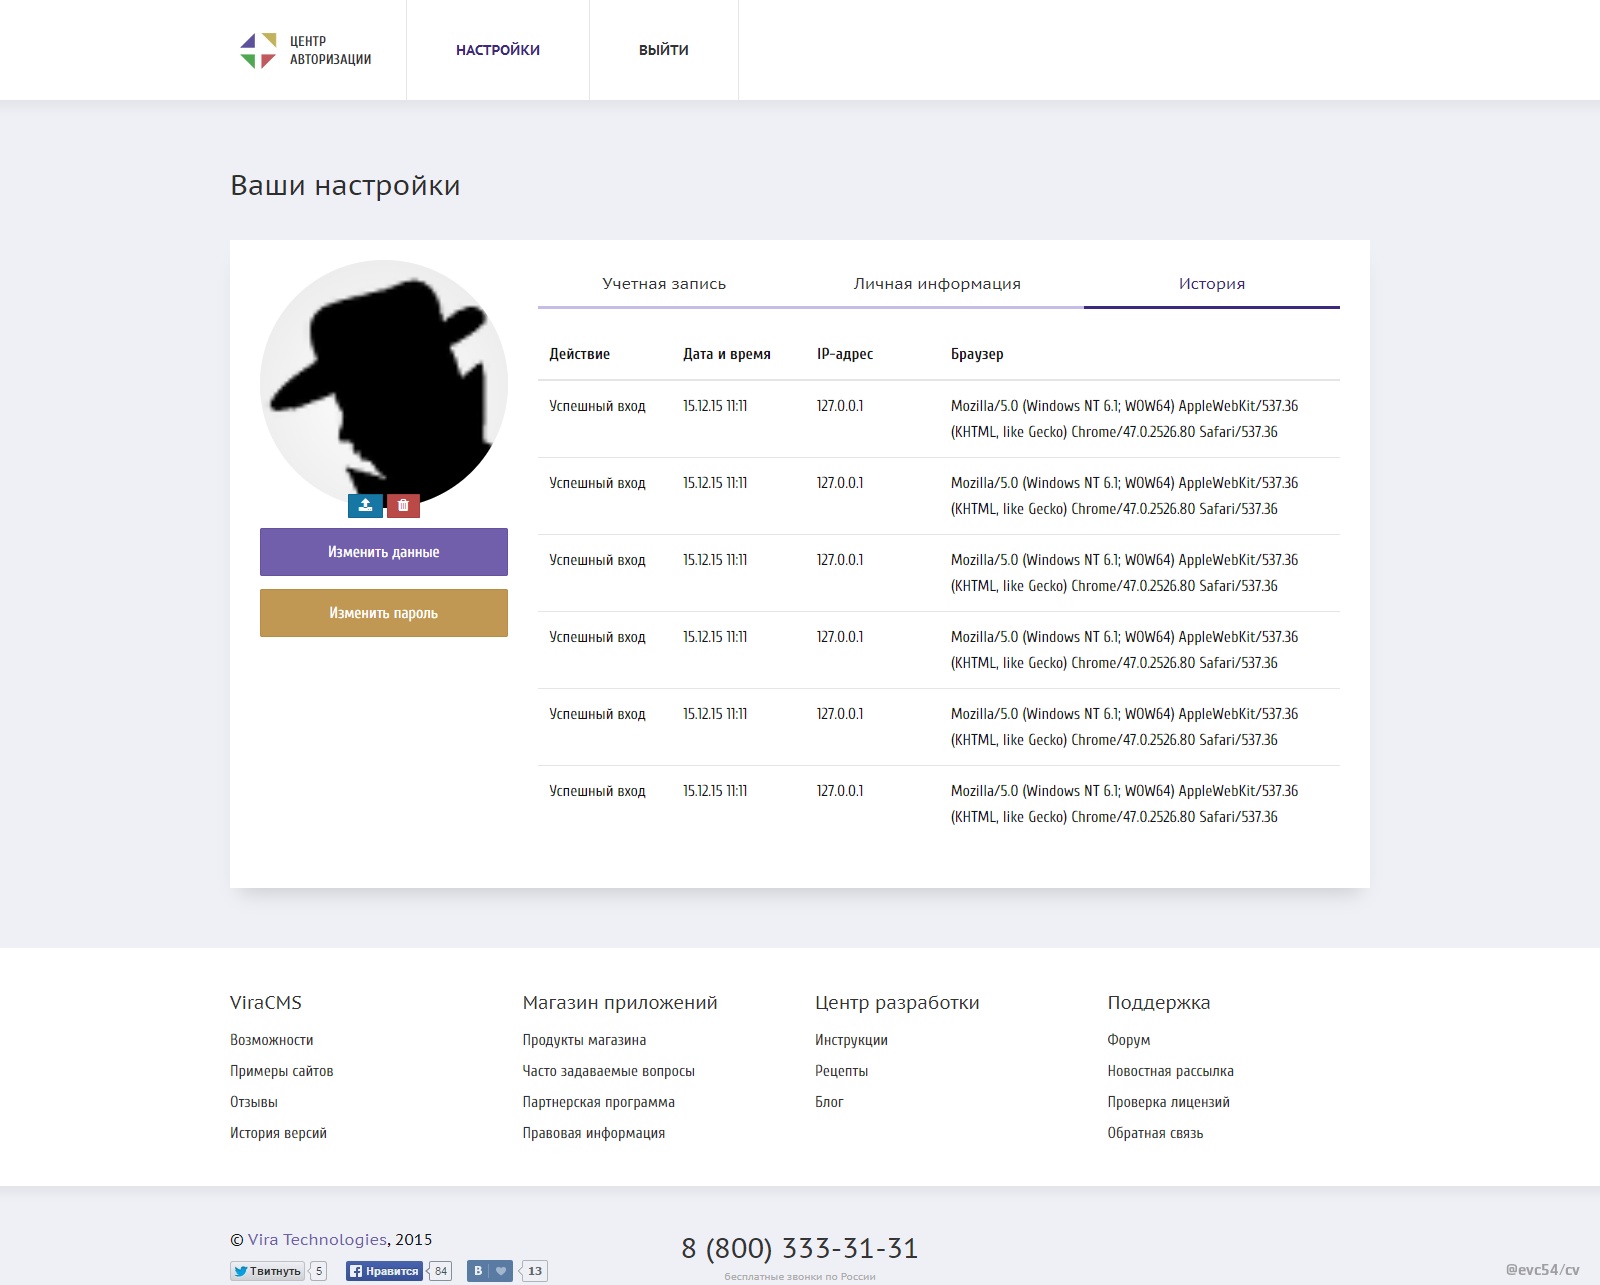 ЦЕНТР
АВТОРИЗАЦИИ
НАСТРОЙКИ
ВЫЙТИ
Ваши настройки
Учетная запись
Личная информация
История
Действие Дата и время IP-адрес Браузер
Успешный вход 15.12.15 11:11 127.0.0.1 Mozilla/5.0 (Windows NT 6.1; WOW64) AppleWebKit/537.36
(KHTML, like Gecko) Chrome/47.0.2526.80 Safari/537.36
Успешный вход 15.12.15 11:11 127.0.0.1 Mozilla/5.0 (Windows NT 6.1; WOW64) AppleWebKit/537.36
(KHTML, like Gecko) Chrome/47.0.2526.80 Safari/537.36
Успешный вход 15.12.15 11:11 127.0.0.1 Mozilla/5.0 (Windows NT 6.1; WOW64) AppleWebKit/537.36
(KHTML, like Gecko) Chrome/47.0.2526.80 Safari/537.36
Успешный вход 15.12.15 11:11 127.0.0.1 Mozilla/5.0 (Windows NT 6.1; WOW64) AppleWebKit/537.36
(KHTML, like Gecko) Chrome/47.0.2526.80 Safari/537.36
Успешный вход 15.12.15 11:11 127.0.0.1 Mozilla/5.0 (Windows NT 6.1; WOW64) AppleWebKit/537.36
(KHTML, like Gecko) Chrome/47.0.2526.80 Safari/537.36
Успешный вход 15.12.15 11:11 127.0.0.1 Mozilla/5.0 (Windows NT 6.1; WOW64) AppleWebKit/537.36
(KHTML, like Gecko) Chrome/47.0.2526.80 Safari/537.36
Изменить данные
Изменить пароль
ViraCMS
Возможности
Примеры сайтов
Отзывы
История версий
Магазин приложений
Продукты магазина
Часто задаваемые вопросы
Партнерская программа
Правовая информация
Центр разработки
Инструкции
Рецепты
Блог
Поддержка
Форум
Новостная рассылка
Проверка лицензий
Обратная связь
© Vira Technologies, 2015
Твитнуть 5 Нравится 84 В 13
8 (800) 333-31-31
бесплатные звонки по России
@evc54/cv